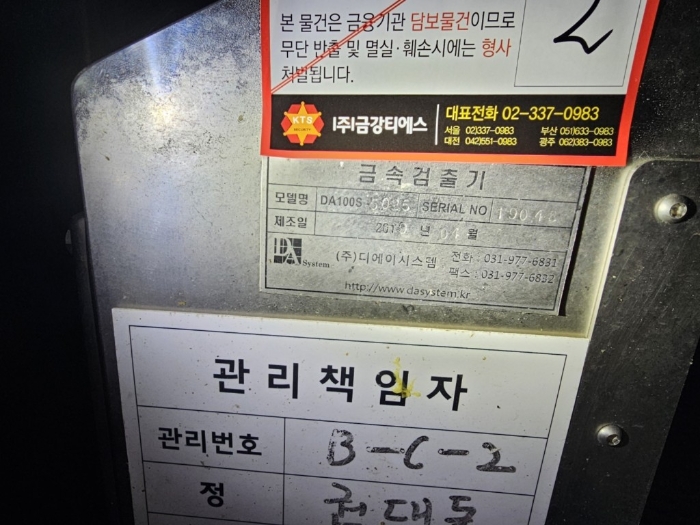 본 물건은 금융기관 담보물건이므로
무단 반출 및 멸실·훼손시에는 형사
처벌됩니다.
2
KTS
(주)금강티에스
대표전화 02-337-0983
서울 02)337-0983 부산 051)633-0983
대전 042)551-0983 광주 062)383-0983
금속검출기
모델명 DA100S SERIAL NO
제조일 201 년 04 월
DA System (주)디에이시스템 전화 : 031-977-6831
팩스 : 031-977-6832
http://www.dasystem.kr
관리책임자
관리번호 B-C-2
정 권대동